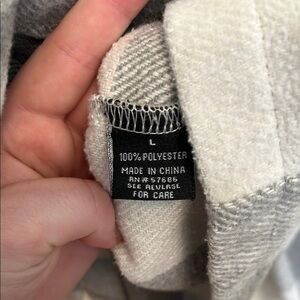 L
100% POLYESTER
MADE IN CHINA
RN# 57686
SEE REVERSE
FOR CARE